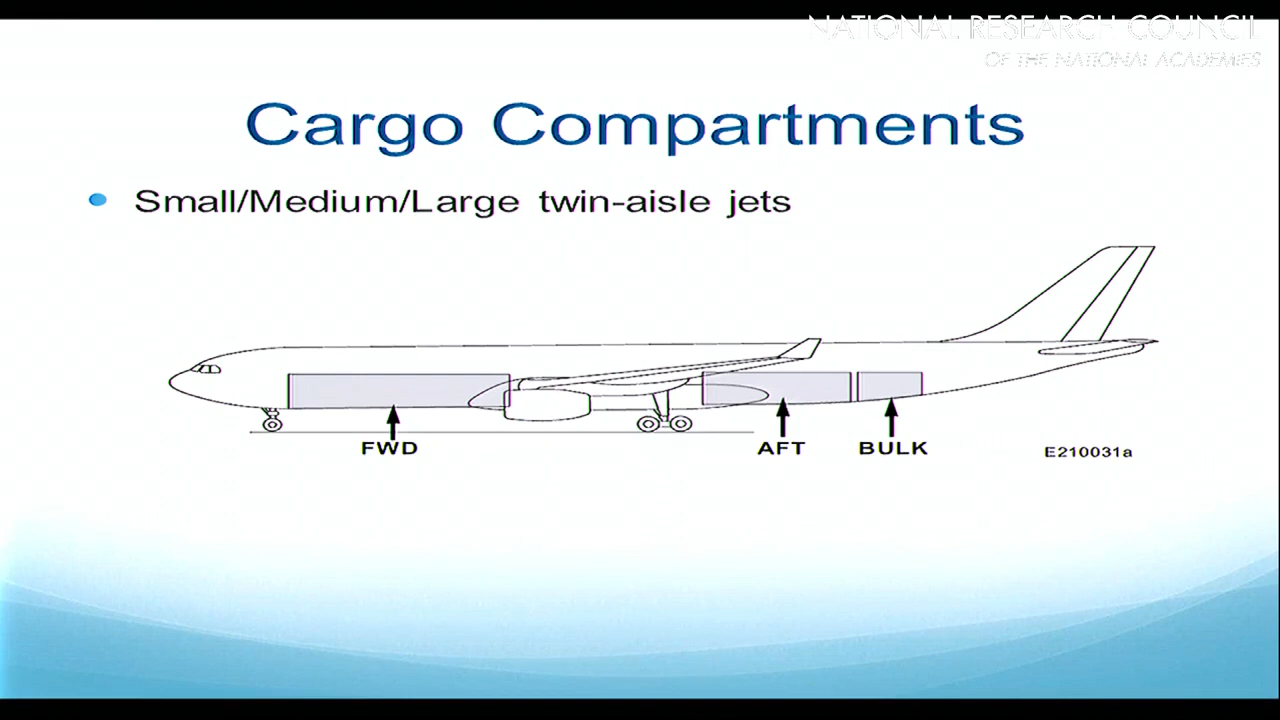 NATIONAL RESEARCH COUNCIL
OF THE NATIONAL ACADEMIES
Cargo Compartments
Small/Medium/Large twin-aisle jets
FWD
AFT
BULK
E210031a